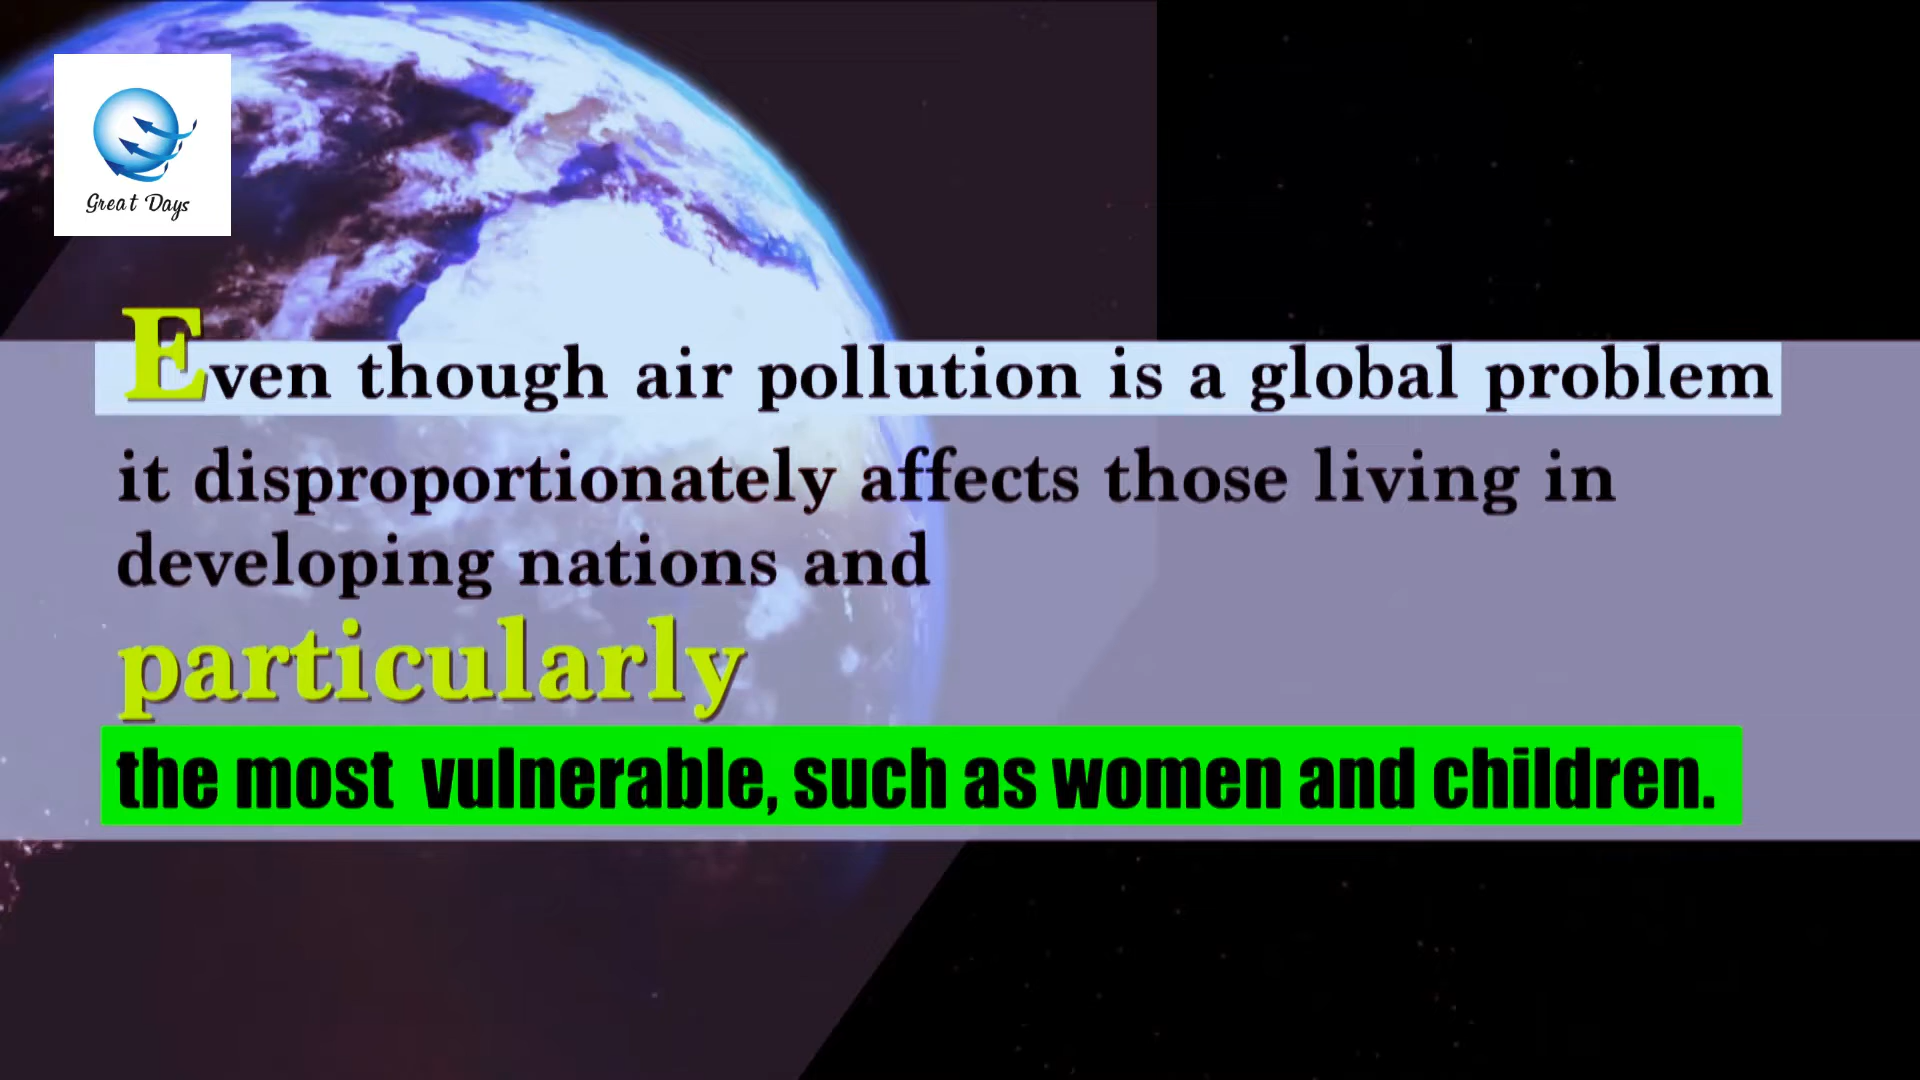 Great Days
Even though air pollution is a global problem
it disproportionately affects those living in
developing nations and
particularly
the most vulnerable, such as women and children.